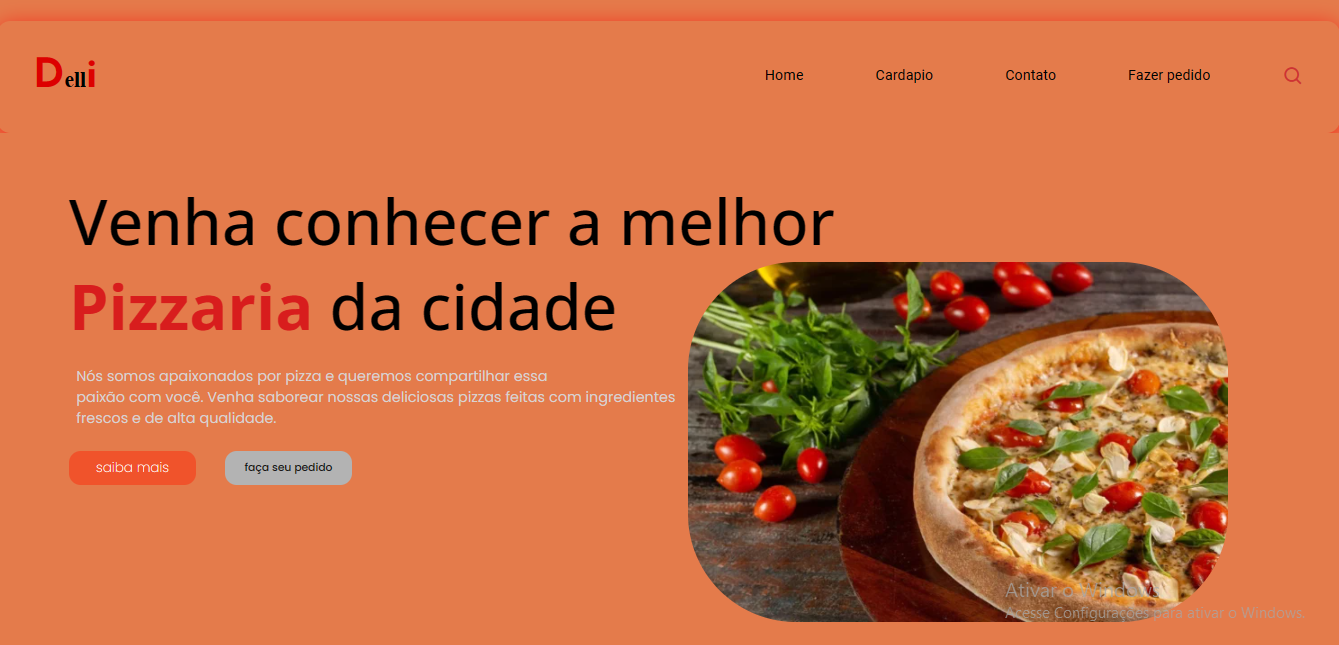 Delli
Home
Cardapio
Contato
Fazer pedido
Venha conhecer a melhor
Pizzaria da cidade
Nós somos apaixonados por pizza e queremos compartilhar essa
paixão com você. Venha saborear nossas deliciosas pizzas feitas com ingredientes
frescos e de alta qualidade.
saiba mais
faça seu pedido
Ativar o Windows
Acesse Configurações para ativar o Windows.